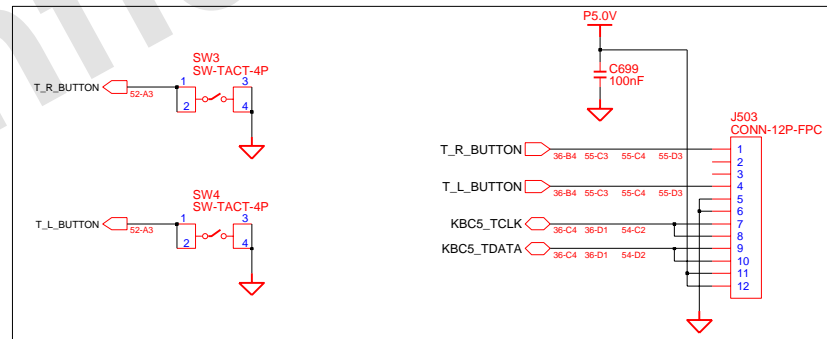 P5.0V
SW3
SW-TACT-4P
T_R_BUTTON
52-A3
1 3
2 4
C699
100nF
J503
CONN-12P-FPC
T_R_BUTTON
36-B4 55-C3 55-C4 55-D3
1
2
3
T_L_BUTTON
36-B4 55-C3 55-C4 55-D3
4
5
6
KBC5_TCLK
36-C4 36-D1 54-C2
7
8
KBC5_TDATA
36-C4 36-D1 54-D2
9
10
11
12
SW4
SW-TACT-4P
T_L_BUTTON
52-A3
1 3
2 4